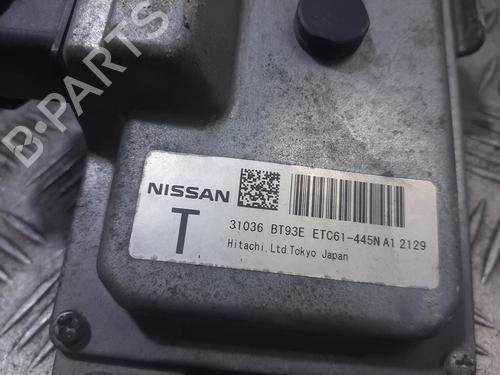 B-PARTS
NISSAN
T
31036 BT93E ETC61-445N A1 2129
Hitachi.Ltd.Tokyo Japan